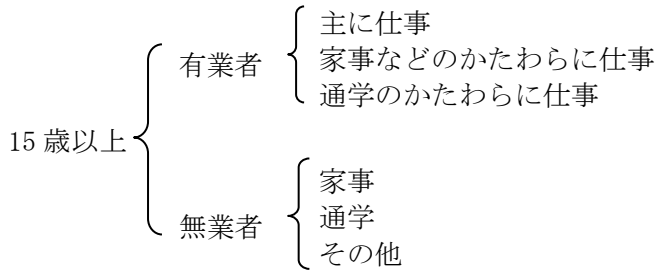 15歳以上
有業者
主に仕事
家事などのかたわらに仕事
通学のかたわらに仕事
無業者
家事
通学
その他